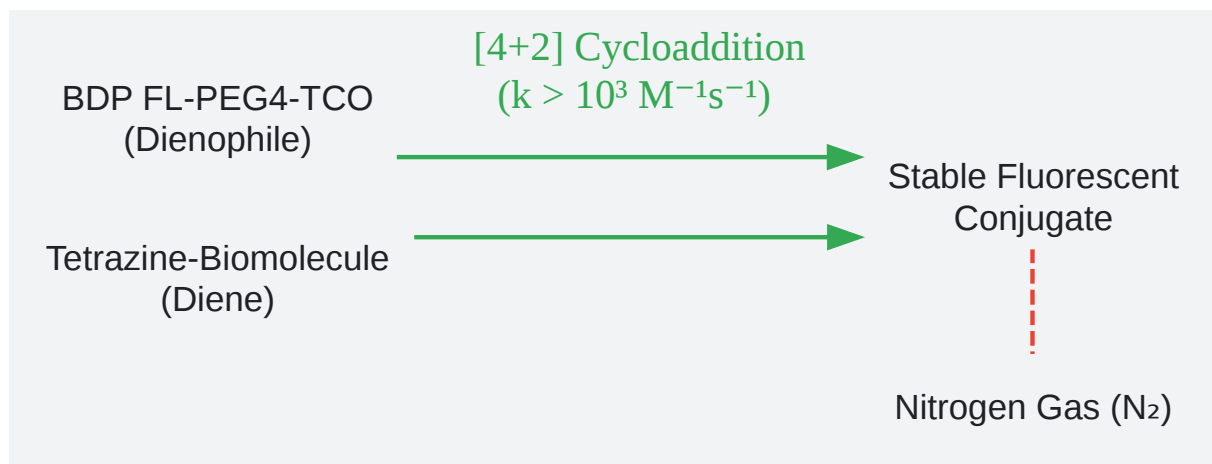 [4+2] Cycloaddition
(k > 10³ M⁻¹s⁻¹)
BDP FL-PEG4-TCO
(Dienophile)
Stable Fluorescent
Conjugate
Tetrazine-Biomolecule
(Diene)
Nitrogen Gas (N₂)